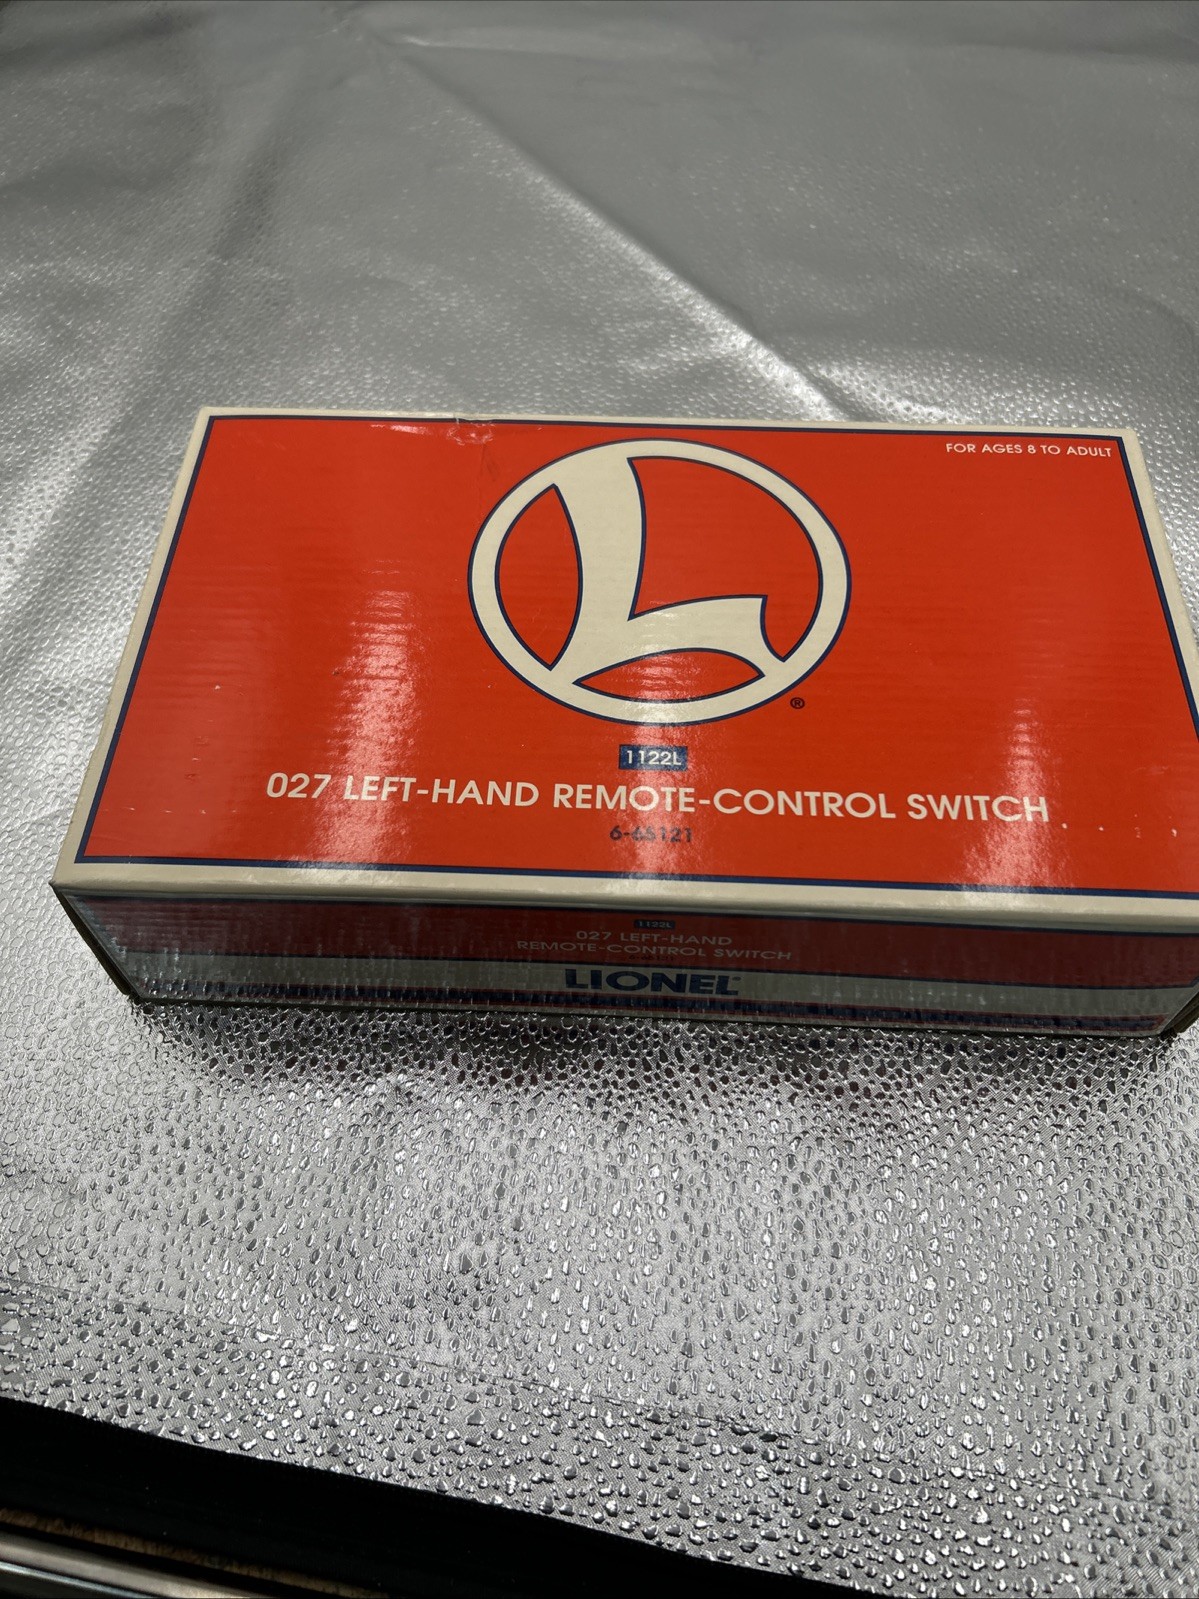 FOR AGES 8 TO ADULT
L
®
1122L
027 LEFT-HAND REMOTE-CONTROL SWITCH
6-65121
1122L
027 LEFT-HAND
REMOTE-CONTROL SWITCH
LIONEL